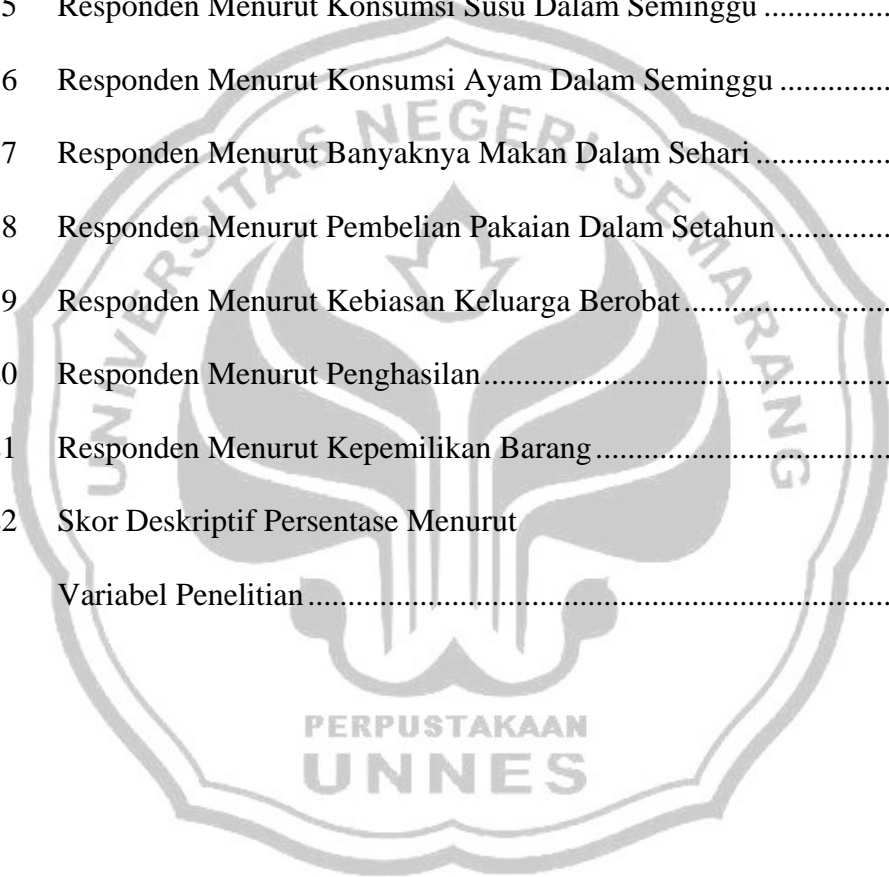 5 Responden Menurut Konsumsi Susu Dalam Seminggu ................
6 Responden Menurut Konsumsi Ayam Dalam Seminggu ..............
7 Responden Menurut Banyaknya Makan Dalam Sehari .................
8 Responden Menurut Pembelian Pakaian Dalam Setahun ..............
9 Responden Menurut Kebiasan Keluarga Berobat ..........................
0 Responden Menurut Penghasilan ....................................................
1 Responden Menurut Kepemilikan Barang .....................................
2 Skor Deskriptif Persentase Menurut
Variabel Penelitian ..........................................................................
UNIVERSITAS NEGERI SEMARANG
PERPUSTAKAAN
UNNES